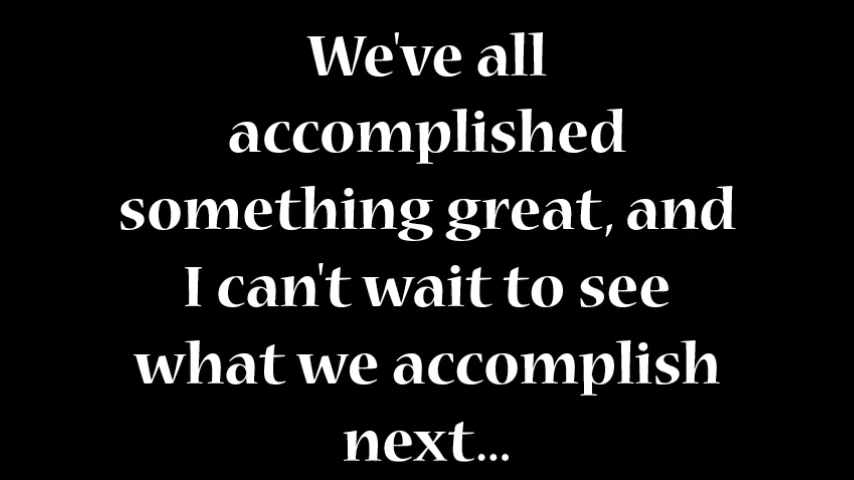 We've all
accomplished
something great, and
I can't wait to see
what we accomplish
next...